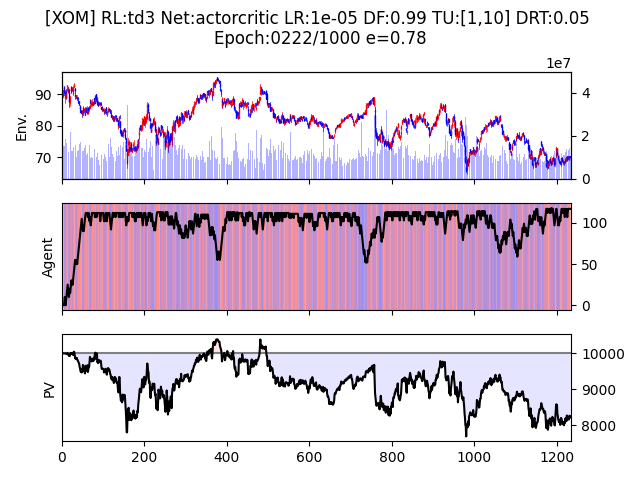 [XOM] RL:td3 Net:actorcritic LR:1e-05 DF:0.99 TU:[1,10] DRT:0.05
Epoch:0222/1000 e=0.78
1e7
Env.
90
80
70
4
2
0
Agent
100
50
0
PV
10000
9000
8000
0 200 400 600 800 1000 1200